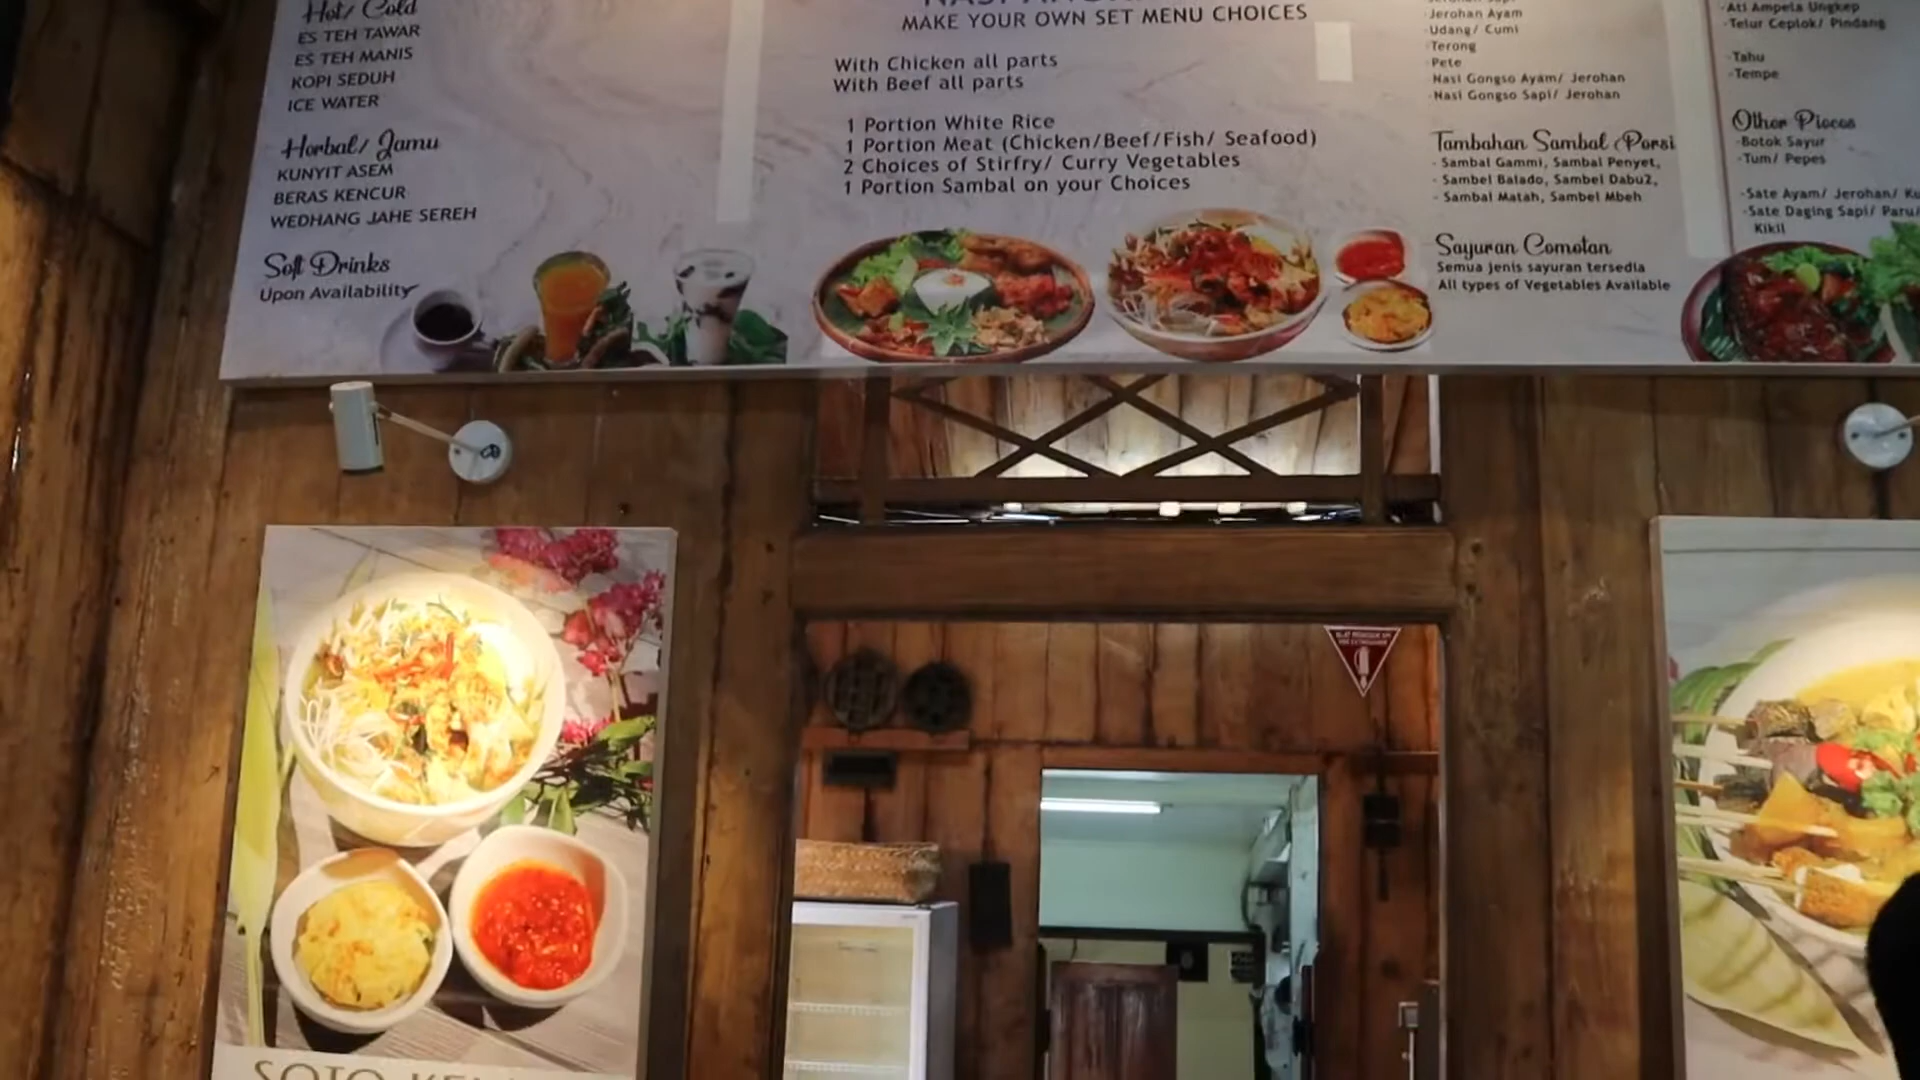 Hot/ Cold
ES TEH TAWAR
ES TEH MANIS
KOPI SEDUH
ICE WATER
Herbal/ Jamu
KUNYIT ASEM
BERAS KENCUR
WEDHANG JAHE SEREH
Soft Drinks
Upon Availability
MAKE YOUR OWN SET MENU CHOICES
With Chicken all parts
With Beef all parts
1 Portion White Rice
1 Portion Meat (Chicken/Beef/Fish/ Seafood)
2 Choices of Stirfry/ Curry Vegetables
1 Portion Sambal on your Choices
-Jerohan Ayam
-Udang/ Cumi
-Terong
-Pete
-Nasi Gongso Ayam/ Jerohan
-Nasi Gongso Sapi/ Jerohan
Tambahan Sambal (Porsi
- Sambal Gammi, Sambal Penyet,
- Sambel Balado, Sambel Dabu2,
- Sambal Matah, Sambel Mbeh
Sayuran Comotan
Semua jenis sayuran tersedia
All types of Vegetables Available
-Ati Ampela Ungkep
-Telur Ceplok/ Pindang
-Tahu
-Tempe
Other Pieces
-Botok Sayur
-Tum/ Pepes
-Sate Ayam/ Jerohan/
-Sate Daging Sapi/ Paru/
Kikil
SOTO